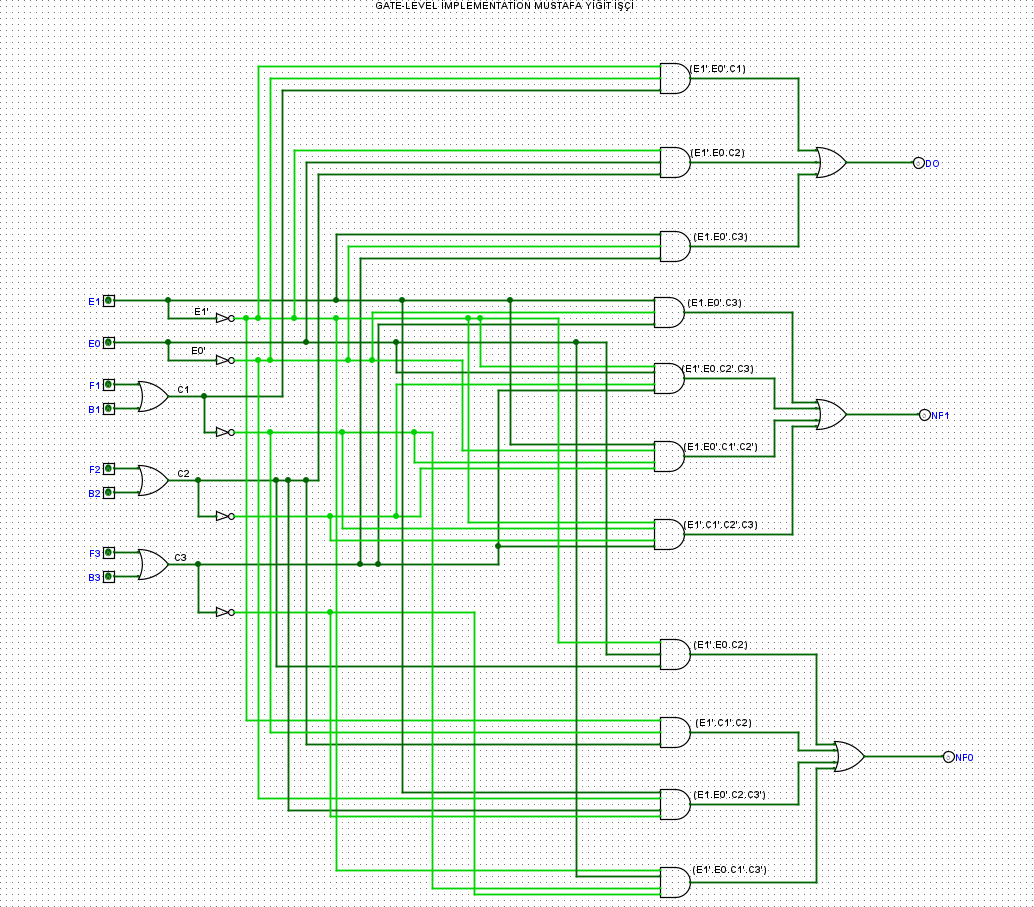 GATE-LEVEL İMPLEMENTATİON MUSTAFA YİĞİT İŞÇİ
(E1'.E0'.C1)
(E1'.E0.C2)
DO
(E1.E0'.C3)
E1
(E1.E0'.C3)
E1'
E0
E0'
(E1'.E0.C2'.C3)
F1
C1
B1
NF1
(E1.E0'.C1'.C2')
F2
C2
B2
(E1'.C1'.C2'.C3)
F3
C3
B3
(E1'.E0.C2)
(E1'.C1'.C2)
NF0
(E1.E0'.C2.C3')
(E1'.E0.C1'.C3')